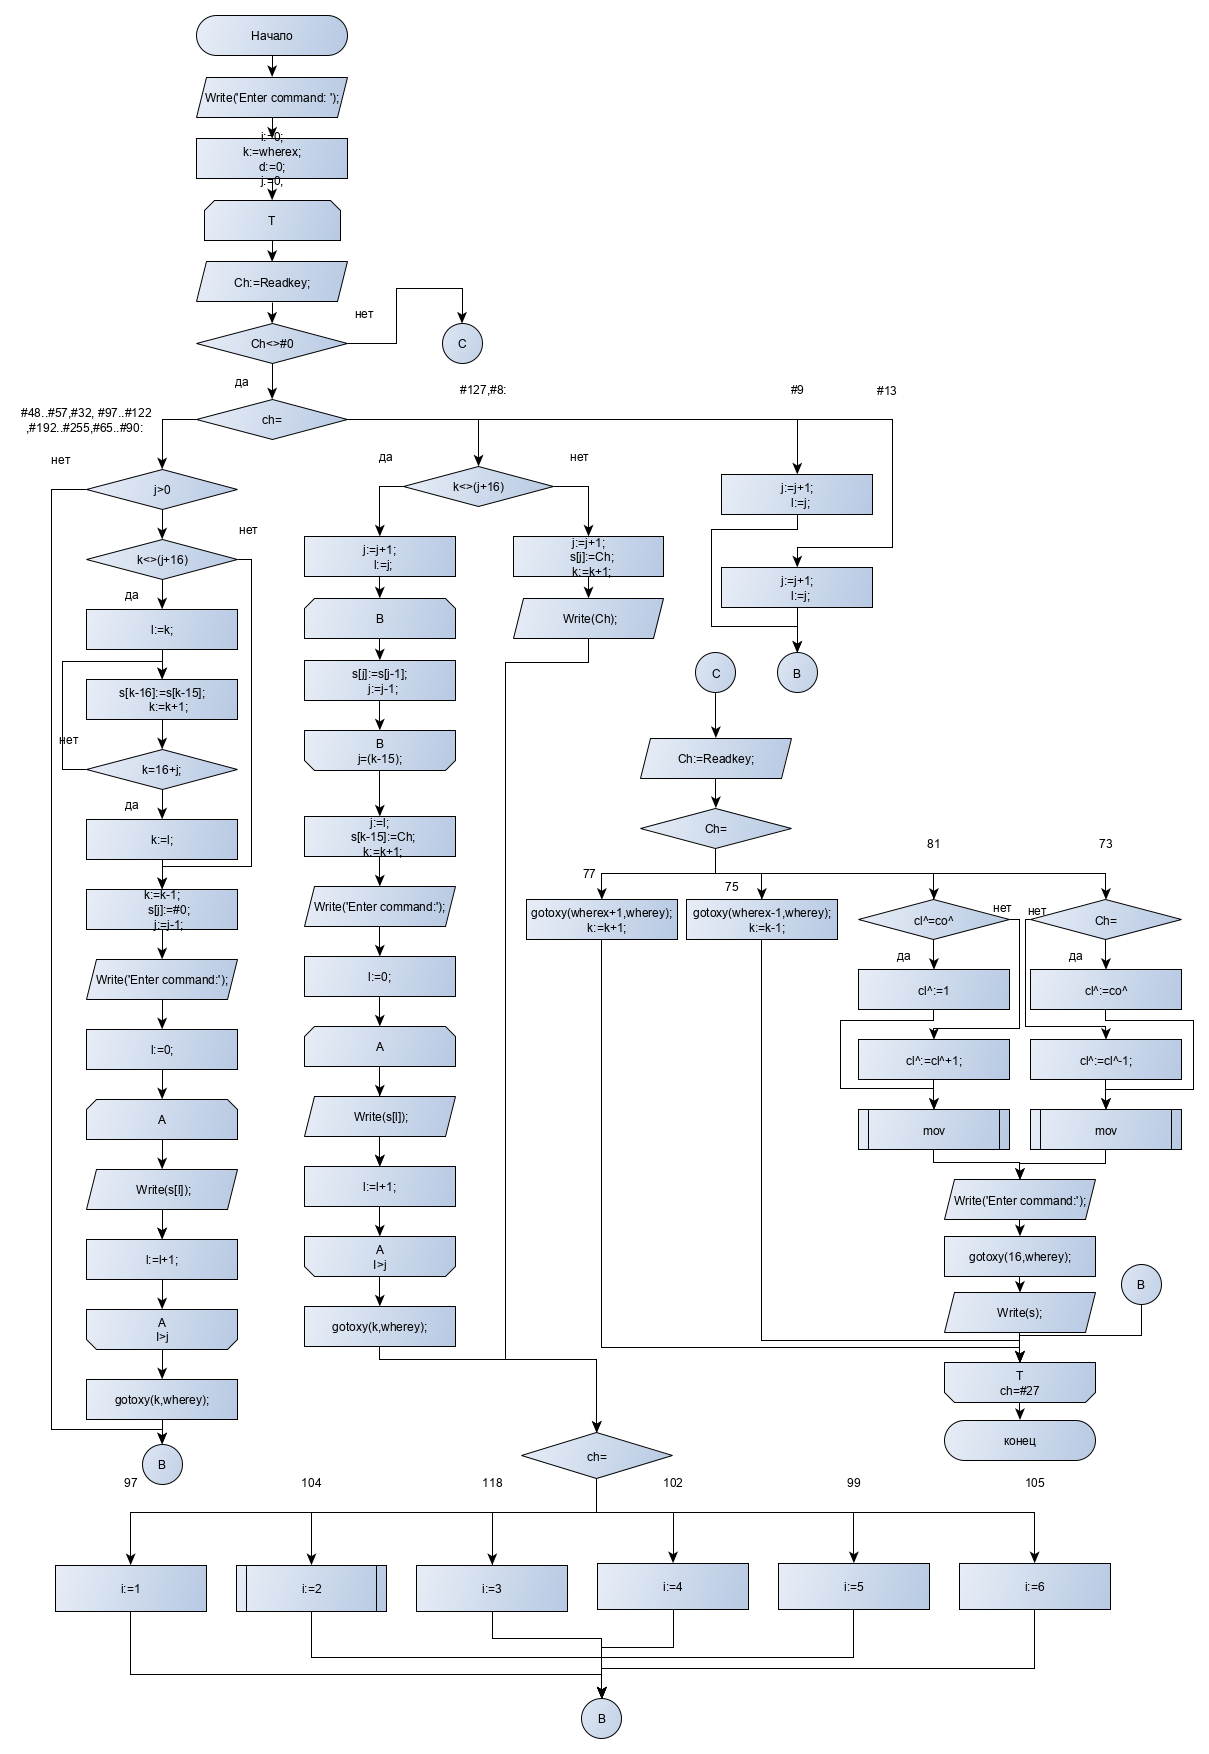 Начало
Write('Enter command: ');
i:=0;
k:=wherex;
d:=0;
j:=0;
T
Ch:=Readkey;
Ch<>#0
нет
C
да
ch=
#48..#57,#32, #97..#122
,#192..#255,#65..#90:
#127,#8:
#9
#13
нет
j>0
k<>(j+16)
нет
да
l:=k;
s[k-16]:=s[k-15];
k:=k+1;
нет
k=16+j;
да
k:=l;
k:=k-1;
s[j]:=#0;
j:=j-1;
Write('Enter command:');
l:=0;
A
Write(s[l]);
l:=l+1;
A
l>j
gotoxy(k,wherey);
B
да
k<>(j+16)
нет
j:=j+1;
l:=j;
B
s[j]:=s[j-1];
j:=j-1;
B
j=(k-15);
j:=l;
s[k-15]:=Ch;
k:=k+1;
Write('Enter command:');
l:=0;
A
Write(s[l]);
l:=l+1;
A
l>j
gotoxy(k,wherey);
j:=j+1;
s[j]:=Ch;
k:=k+1;
Write(Ch);
j:=j+1;
l:=j;
j:=j+1;
l:=j;
B
C
Ch:=Readkey;
Ch=
77
75
81
73
gotoxy(wherex+1,wherey);
k:=k+1;
gotoxy(wherex-1,wherey);
k:=k-1;
cl^=co^
нет
да
cl^:=1
cl^:=cl^+1;
mov
нет
Ch=
да
cl^:=co^
cl^:=cl^-1;
mov
Write('Enter command:');
gotoxy(16,wherey);
Write(s);
B
T
ch=#27
конец
ch=
97
104
118
102
99
105
i:=1
i:=2
i:=3
i:=4
i:=5
i:=6
B